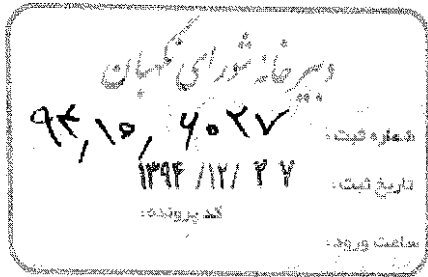 دبیرخانه شورای نگهبان
شماره ثبت: ۹۴/۱۰/۶۰۲۷
تاریخ ثبت: ۱۳۹۴/۱۲/۲۷
کد پرونده:
ساعت ورود: